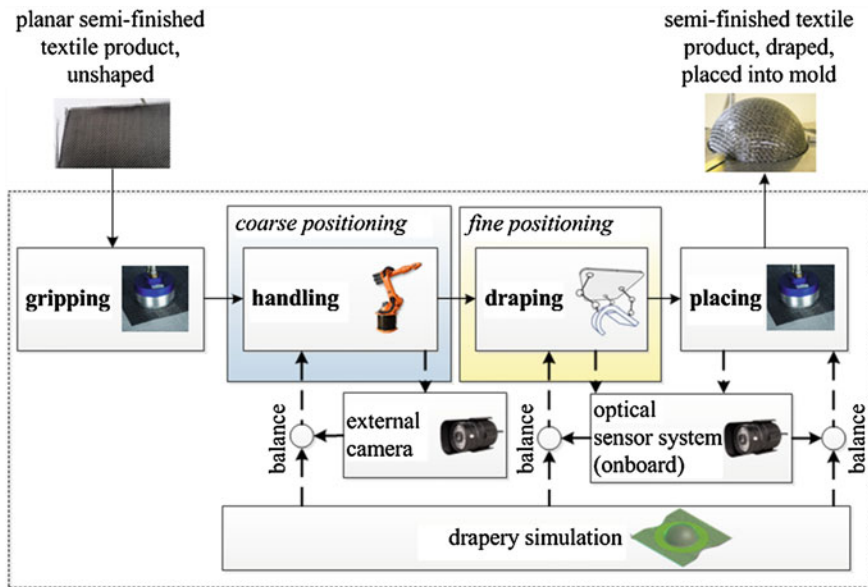 planar semi-finished
textile product,
unshaped
semi-finished textile
product, draped,
placed into mold
coarse positioning
fine positioning
gripping
handling
draping
placing
balance
external
camera
balance
optical
sensor system
(onboard)
balance
drapery simulation